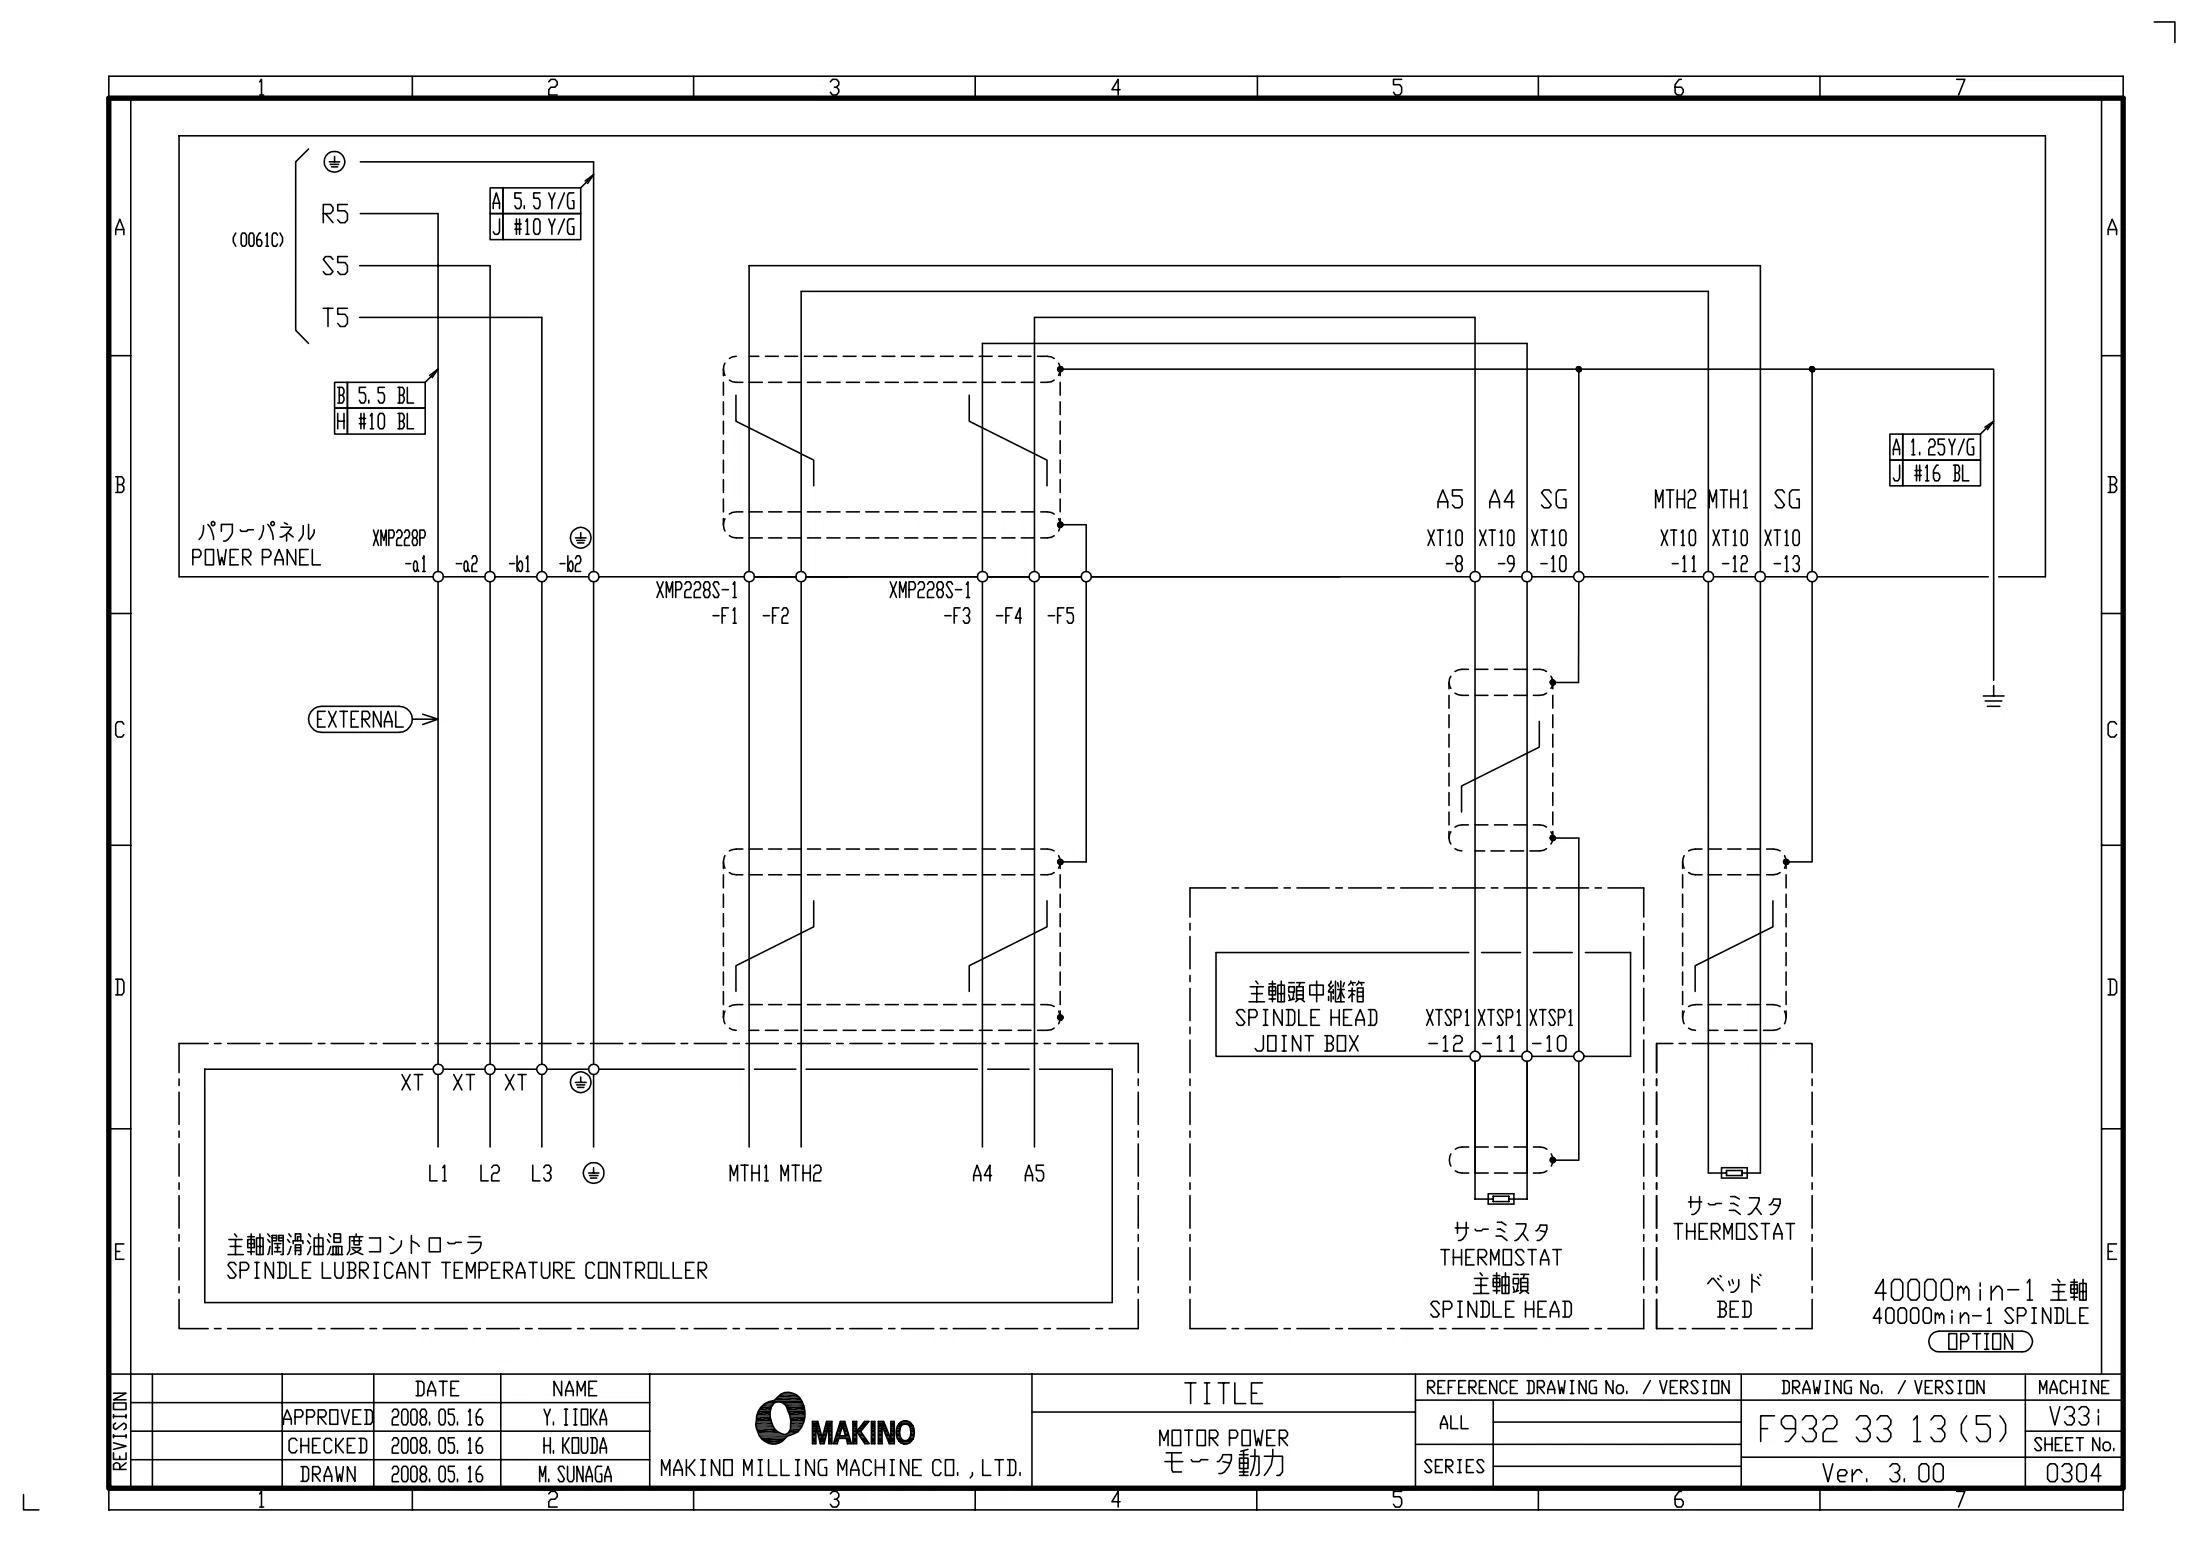 1 2 3 4 5 6 7
A
B
C
D
E
A
B
C
D
E
(0061C)
R5
S5
T5
A 5.5 Y/G
J #10 Y/G
B 5.5 BL
H #10 BL
A 1.25Y/G
J #16 BL
パワーパネル
POWER PANEL
XMP228P
-a1 -a2 -b1 -b2
XMP228S-1
-F1 -F2
XMP228S-1
-F3 -F4 -F5
A5 A4 SG
XT10 XT10 XT10
-8 -9 -10
MTH2 MTH1 SG
XT10 XT10 XT10
-11 -12 -13
EXTERNAL
主軸頭中継箱
SPINDLE HEAD
JOINT BOX
XTSP1 XTSP1 XTSP1
-12 -11 -10
XT XT XT
L1 L2 L3
MTH1 MTH2
A4 A5
主軸潤滑油温度コントローラ
SPINDLE LUBRICANT TEMPERATURE CONTROLLER
サーミスタ
THERMOSTAT
主軸頭
SPINDLE HEAD
サーミスタ
THERMOSTAT
ベッド
BED
40000min-1 主軸
40000min-1 SPINDLE
OPTION
REVISION
DATE NAME
APPROVED 2008.05.16 Y. IIOKA
CHECKED 2008.05.16 H. KOUDA
DRAWN 2008.05.16 M. SUNAGA
MAKINO
MAKINO MILLING MACHINE CO.,LTD.
TITLE
MOTOR POWER
モータ動力
REFERENCE DRAWING No. / VERSION
ALL
SERIES
DRAWING No. / VERSION
F932 33 13(5)
Ver. 3.00
MACHINE
V33i
SHEET No.
0304
1 2 3 4 5 6 7